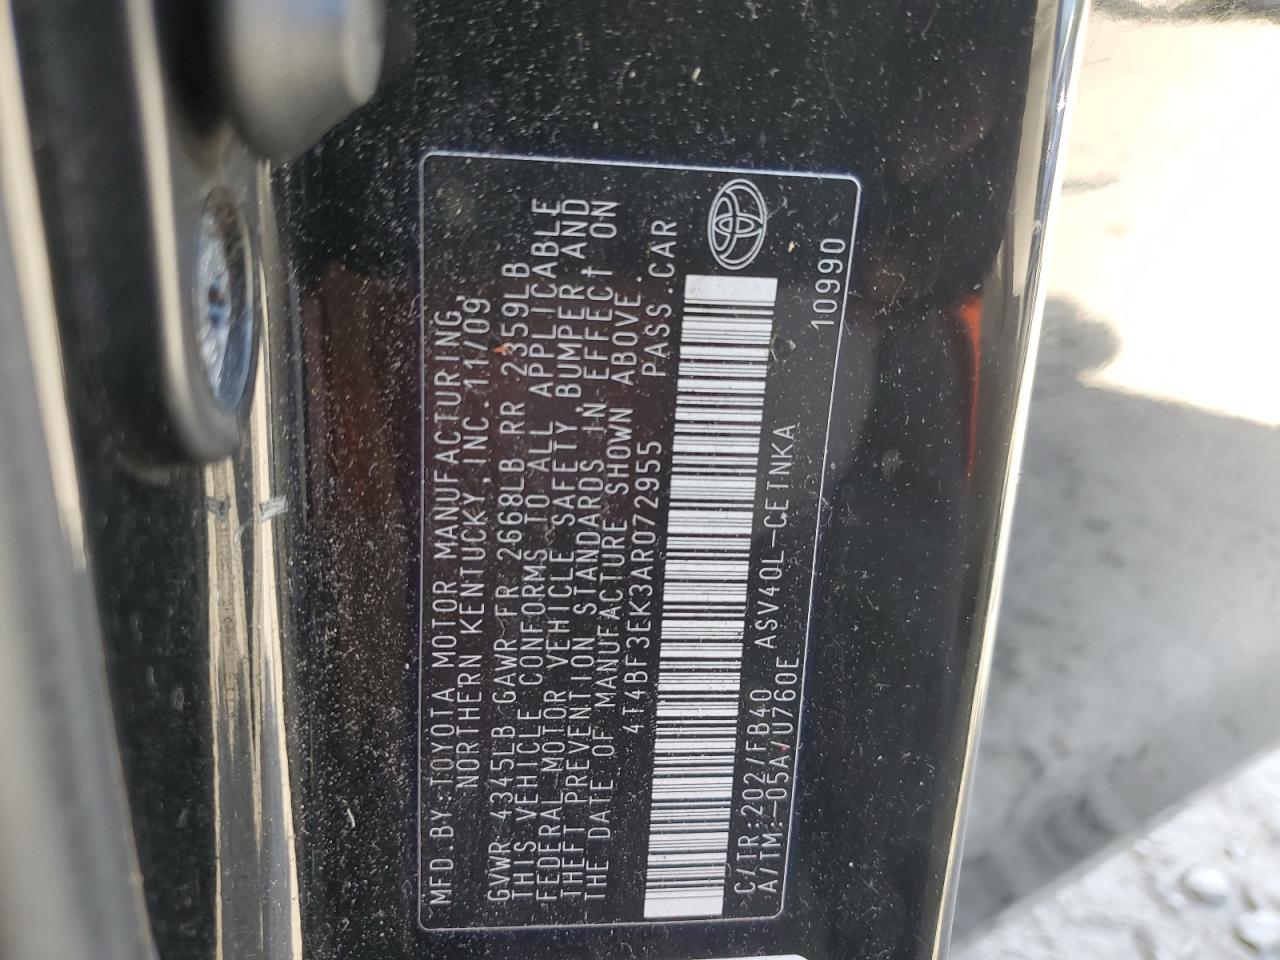 MFD.BY:TOYOTA MOTOR MANUFACTURING,
NORTHERN KENTUCKY,INC.11/09
GVWR 4345LB GAWR FR 2668LB RR 2359LB
THIS VEHICLE CONFORMS TO ALL APPLICABLE
FEDERAL MOTOR VEHICLE SAFETY BUMPER AND
THEFT PREVENTION STANDARDS IN EFFECT ON
THE DATE OF MANUFACTURE SHOWN ABOVE.
4T4BF3EK3AR072955 PASS.CAR
C/TR:202/FB40 ASV40L-CETNKA
A/TM:-05A/U760E 10990